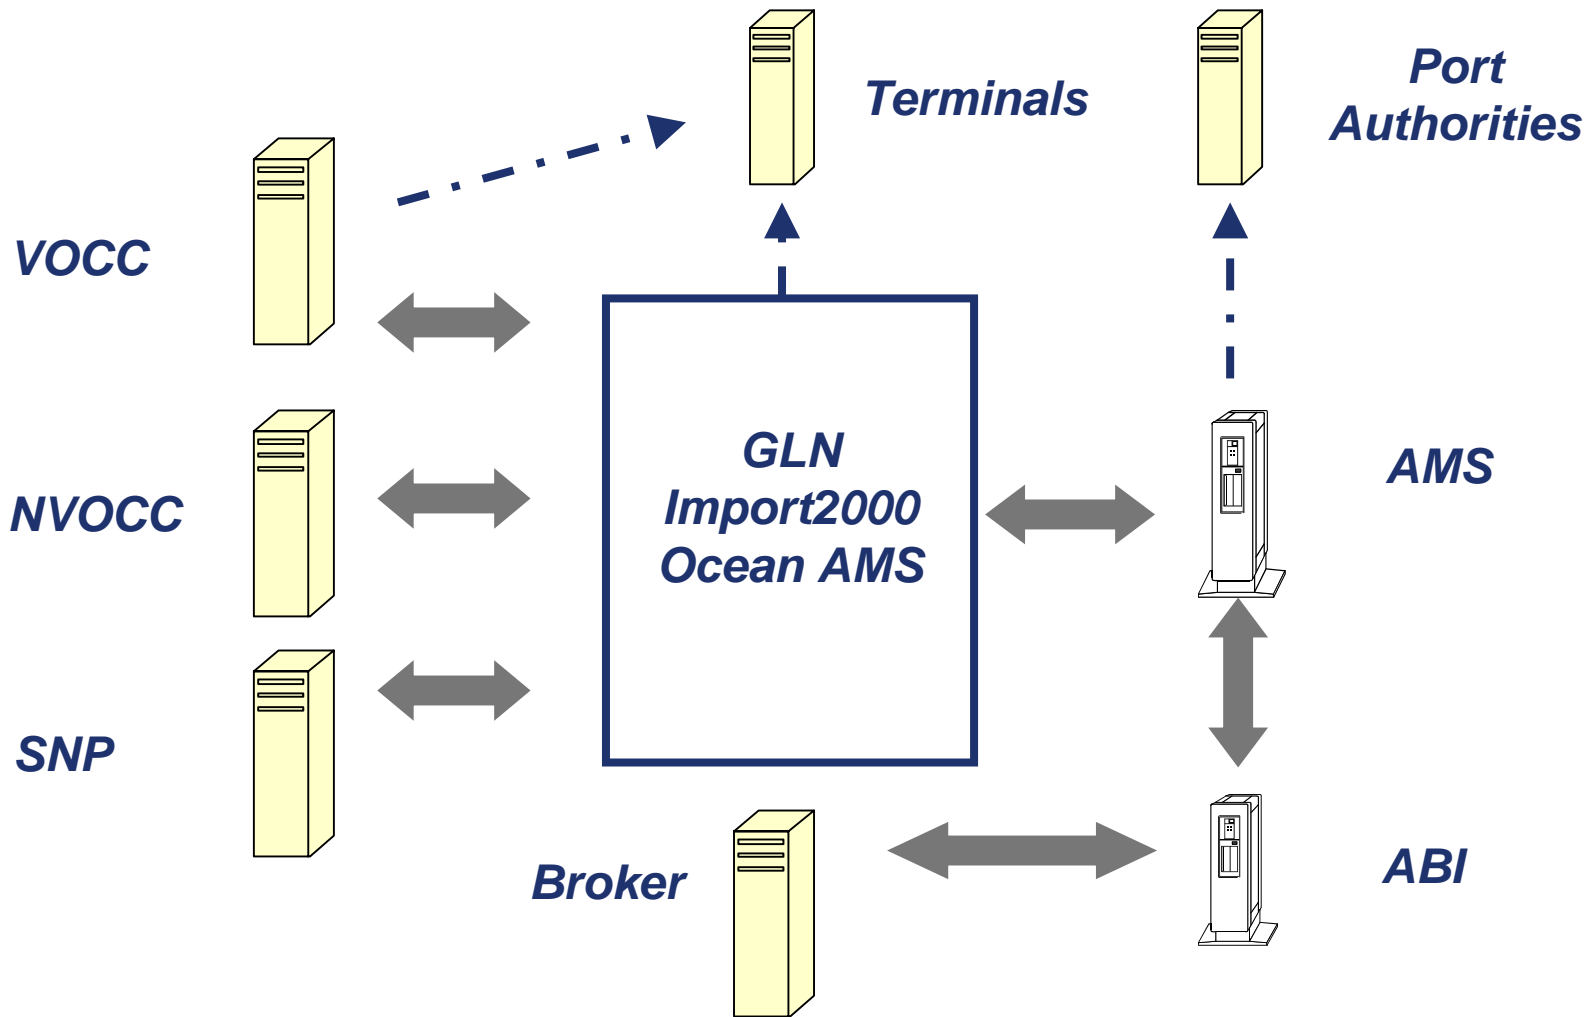 Terminals
Port
Authorities
VOCC
GLN
Import2000
Ocean AMS
AMS
NVOCC
SNP
Broker
ABI